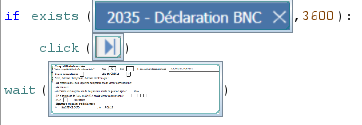 if exists( 2035 - Déclaration BNC ,3600):
click( )
wait( )